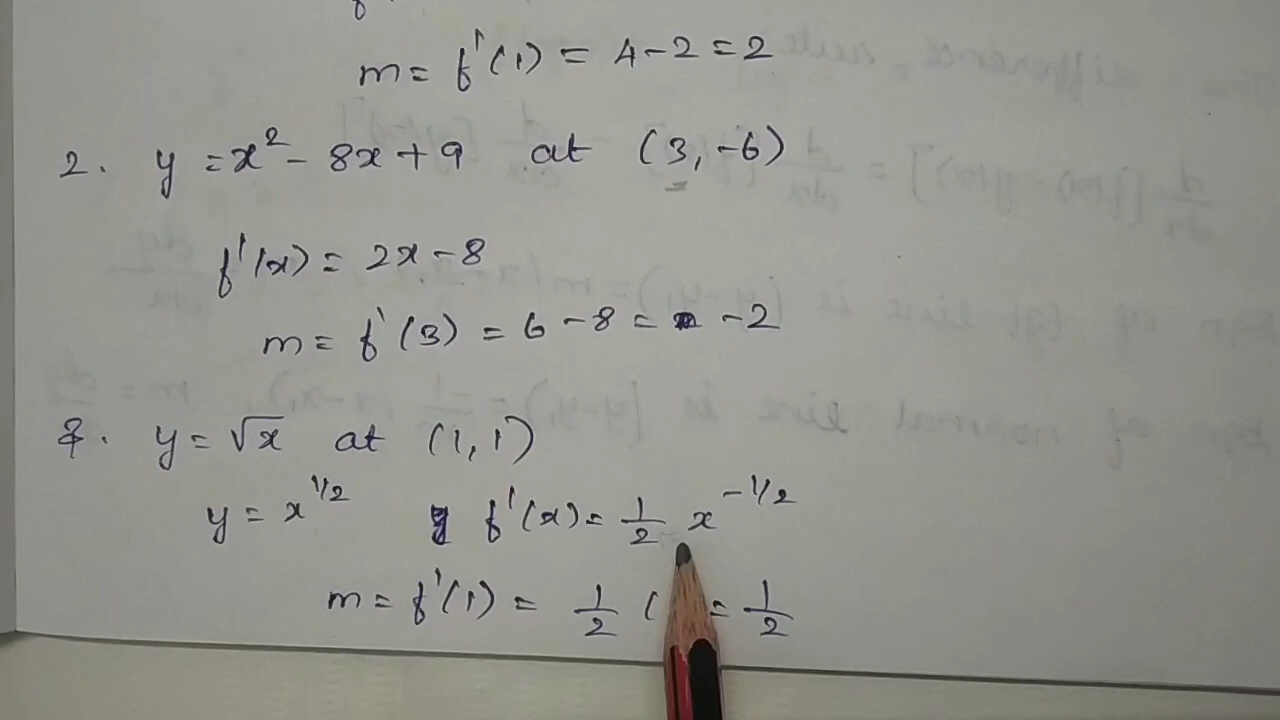 m = f'(1) = 4 - 2 = 2
2. y = x² - 8x + 9 at (3, -6)
f'(x) = 2x - 8
m = f'(3) = 6 - 8 = -2
y = √x at (1, 1)
y = x^1/2 f'(x) = 1/2 x^-1/2
m = f'(1) = 1/2 ( = 1/2